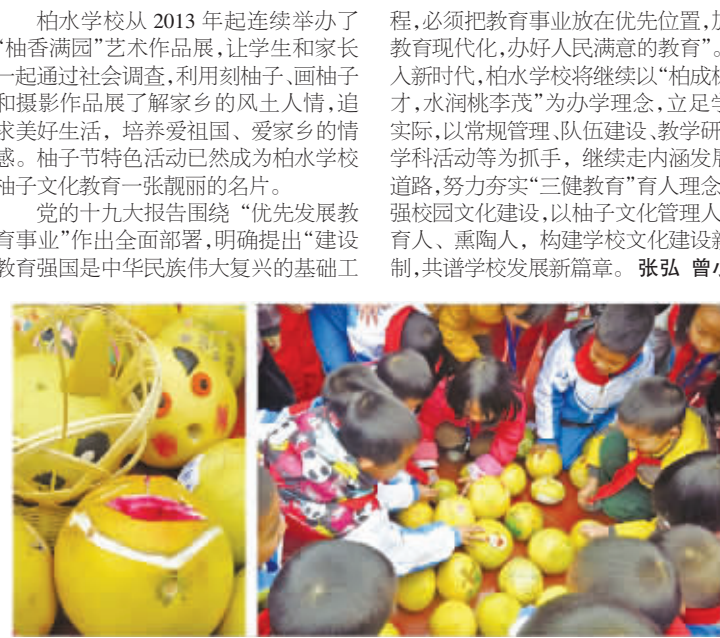 柏水学校从 2013 年起连续举办了
“柚香满园”艺术作品展,让学生和家长
一起通过社会调查,利用刻柚子、画柚子
和摄影作品展了解家乡的风土人情,追
求美好生活, 培养爱祖国、爱家乡的情
感。柚子节特色活动已然成为柏水学校
柚子文化教育一张靓丽的名片。
党的十九大报告围绕 “优先发展教
育事业”作出全面部署,明确提出“建设
教育强国是中华民族伟大复兴的基础工
程,必须把教育事业放在优先位置,
教育现代化,办好人民满意的教育”。
入新时代,柏水学校将继续以“柏成
才,水润桃李茂”为办学理念, 立足学
实际,以常规管理、队伍建设、教学研
学科活动等为抓手, 继续走内涵发展
道路,努力夯实“三健教育”育人理念
强校园文化建设,以柚子文化管理人
育人、熏陶人, 构建学校文化建设新
制,共谱学校发展新篇章。 张弘 曾